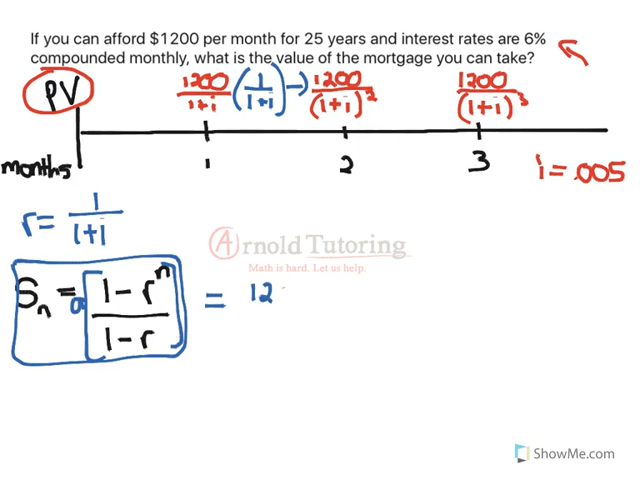 If you can afford $1200 per month for 25 years and interest rates are 6%
compounded monthly, what is the value of the mortgage you can take?
PV 1200/(1+i) (1/(1+i)) → 1200/(1+i)² 1200/(1+i)³
months 1 2 3 i = .005
r = 1/(1+i)
Arnold Tutoring
Math is hard. Let us help.
Sₙ = a[(1 - rⁿ)/(1 - r)] = 12
ShowMe.com